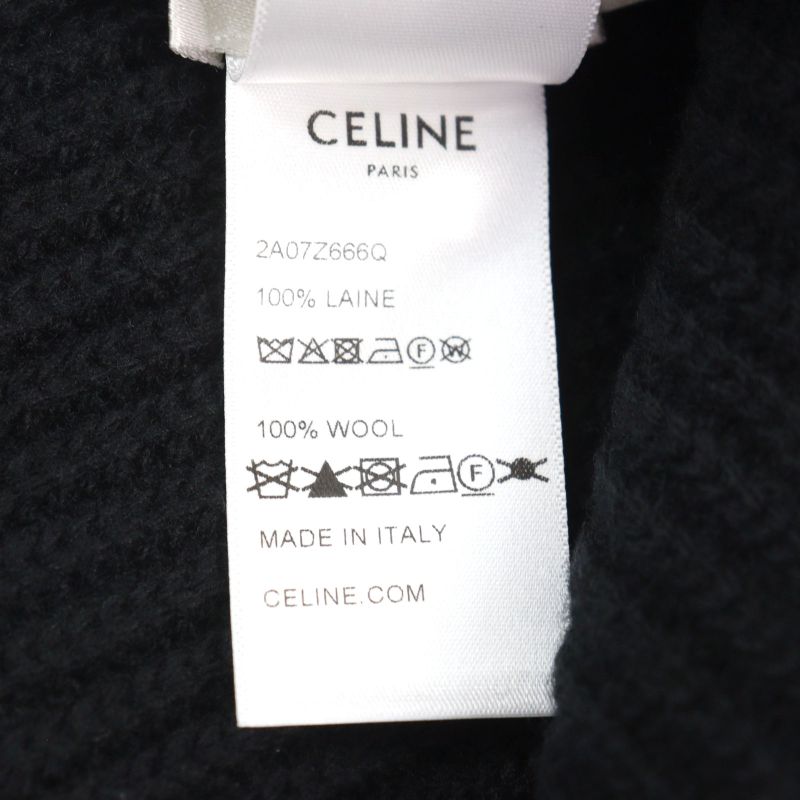 CELINE
PARIS
2A07Z666Q
100% LAINE
F W
100% WOOL
F
MADE IN ITALY
CELINE.COM